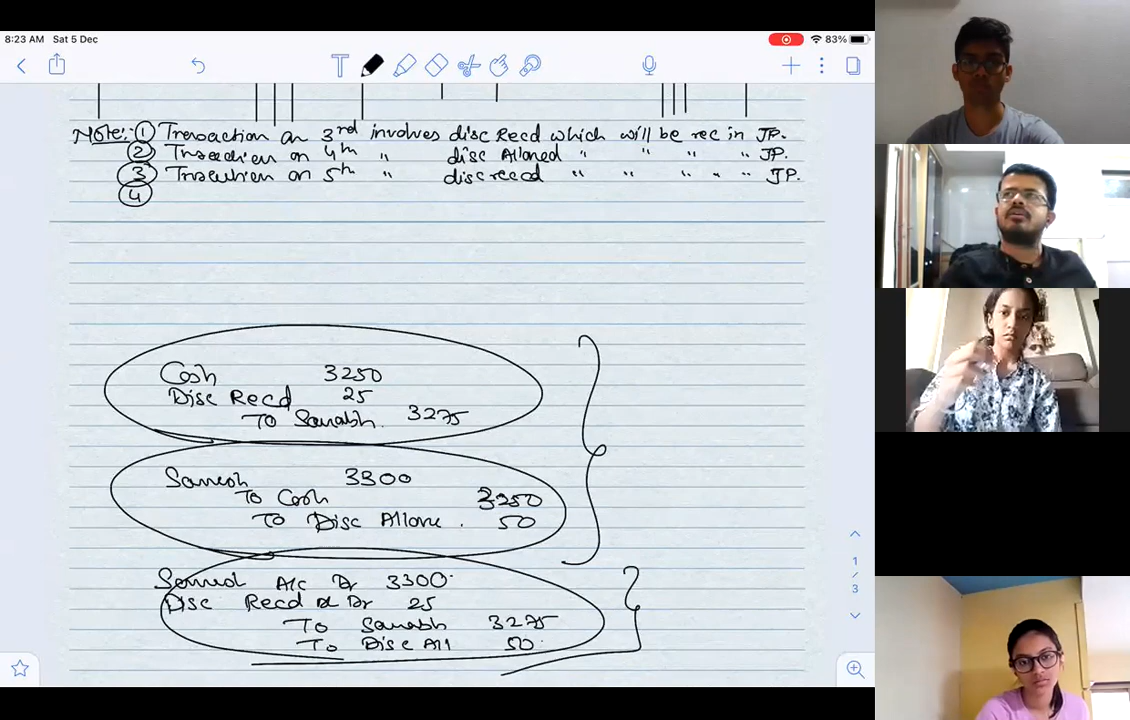 8:23 AM Sat 5 Dec 83%
Note:- ① Transaction on 3rd involves disc Recd which will be rec in JP.
② Transaction on 4th " disc Allowed " " " " JP.
③ Transaction on 5th " disc recd " " " " " JP.
④
Cash 3250
Disc Recd 25
To Saurabh 3275
3300
To Cash 3250
To Disc Allowe. 50
A/c Dr 3300
Disc Recd Dr 25
To Saurabh 3275
To Disc All 50
1
/
3